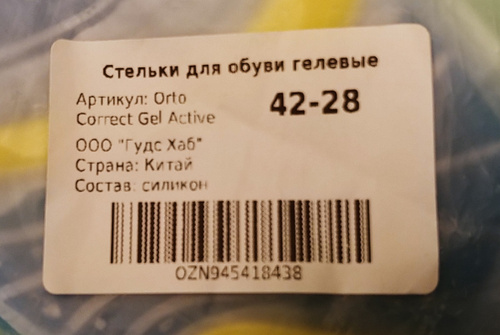 Стельки для обуви гелевые
Артикул: Orto
Correct Gel Active
42-28
ООО "Гудс Хаб"
Страна: Китай
Состав: силикон
OZN945418438